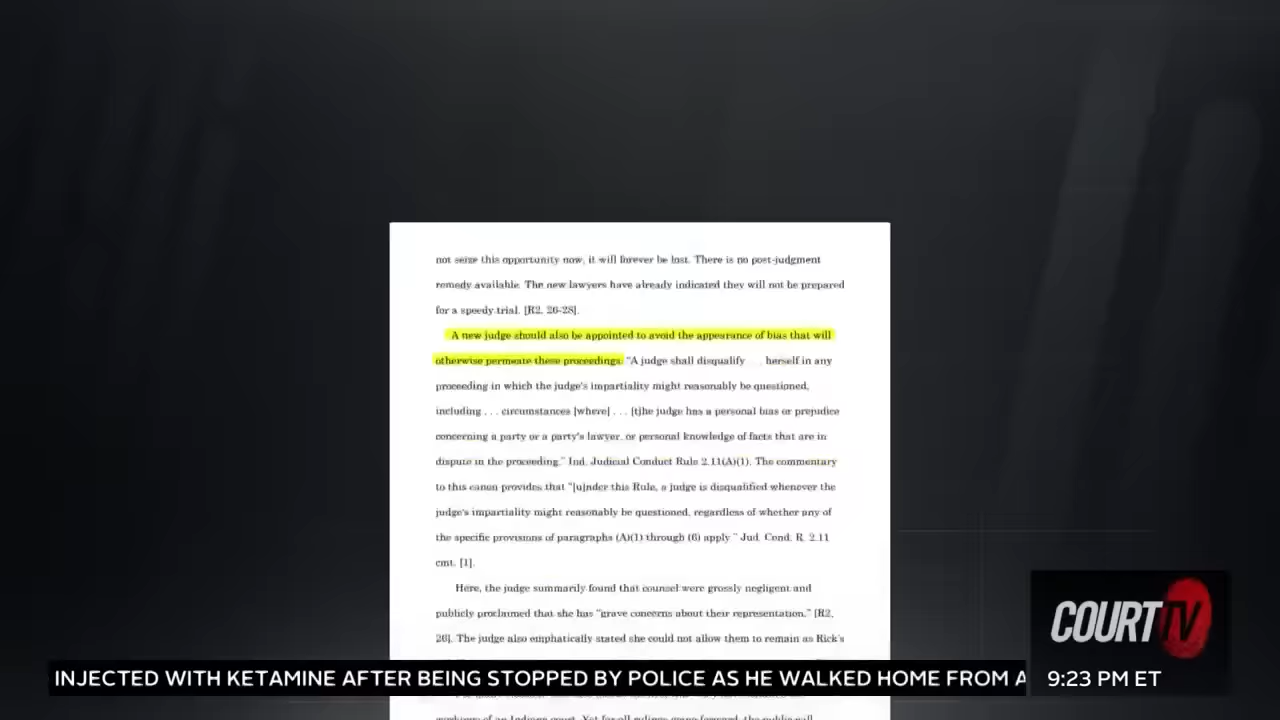 not seize this opportunity now, it will forever be lost. There is no post-judgment
remedy available. The new lawyers have already indicated they will not be prepared
for a speedy trial. [R2, 26-28].
A new judge should also be appointed to avoid the appearance of bias that will
otherwise permeate these proceedings. "A judge shall disqualify . . . herself in any
proceeding in which the judge's impartiality might reasonably be questioned,
including . . . circumstances [where] . . . [t]he judge has a personal bias or prejudice
concerning a party or a party's lawyer, or personal knowledge of facts that are in
dispute in the proceeding." Ind. Judicial Conduct Rule 2.11(A)(1). The commentary
to this canon provides that "[u]nder this Rule, a judge is disqualified whenever the
judge's impartiality might reasonably be questioned, regardless of whether any of
the specific provisions of paragraphs (A)(1) through (6) apply." Jud. Cond. R. 2.11
cmt. [1].
Here, the judge summarily found that counsel were grossly negligent and
publicly proclaimed that she has "grave concerns about their representation." [R2,
26]. The judge also emphatically stated she could not allow them to remain as Rick's
COURT TV
INJECTED WITH KETAMINE AFTER BEING STOPPED BY POLICE AS HE WALKED HOME FROM A
9:23 PM ET